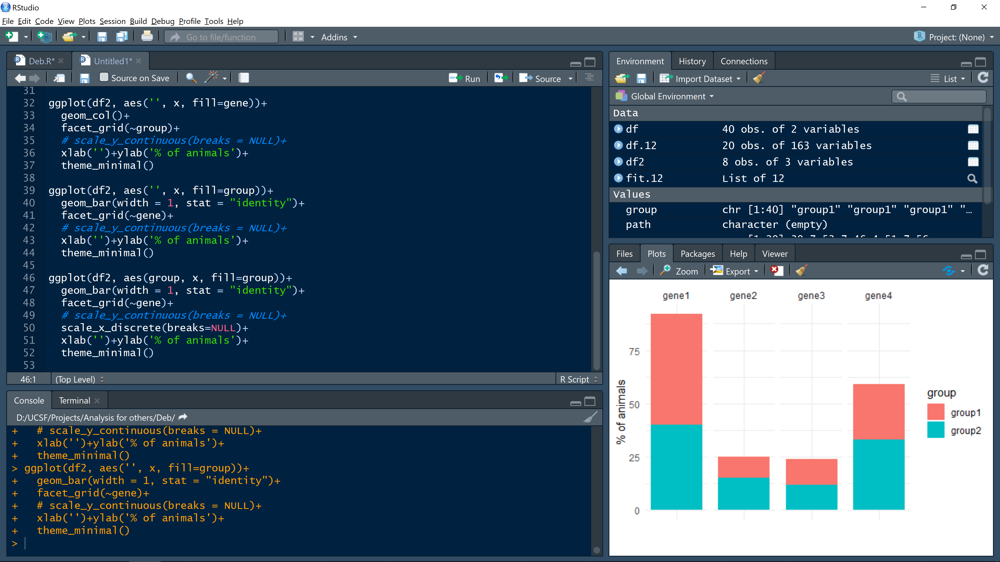 RStudio
File Edit Code View Plots Session Build Debug Profile Tools Help
Go to file/function
Addins
Project: (None)
Deb.R*
Untitled1*
Source on Save
Run
Source
31
32 ggplot(df2, aes('', x, fill=gene))+
33 geom_col()+
34 facet_grid(~group)+
35 # scale_y_continuous(breaks = NULL)+
36 xlab('')+ylab('% of animals')+
37 theme_minimal()
38
39 ggplot(df2, aes('', x, fill=group))+
40 geom_bar(width = 1, stat = "identity")+
41 facet_grid(~gene)+
42 # scale_y_continuous(breaks = NULL)+
43 xlab('')+ylab('% of animals')+
44 theme_minimal()
45
46 ggplot(df2, aes(group, x, fill=group))+
47 geom_bar(width = 1, stat = "identity")+
48 facet_grid(~gene)+
49 # scale_y_continuous(breaks = NULL)+
50 scale_x_discrete(breaks=NULL)+
51 xlab('')+ylab('% of animals')+
52 theme_minimal()
53
46:1 (Top Level) R Script
Console Terminal
D:/UCSF/Projects/Analysis for others/Deb/
+ # scale_y_continuous(breaks = NULL)+
+ xlab('')+ylab('% of animals')+
+ theme_minimal()
> ggplot(df2, aes('', x, fill=group))+
+ geom_bar(width = 1, stat = "identity")+
+ facet_grid(~gene)+
+ # scale_y_continuous(breaks = NULL)+
+ xlab('')+ylab('% of animals')+
+ theme_minimal()
>
Environment History Connections
Import Dataset
List
Global Environment
Data
df 40 obs. of 2 variables
df.12 20 obs. of 163 variables
df2 8 obs. of 3 variables
fit.12 List of 12
Values
group chr [1:40] "group1" "group1" "group1" "…
path character (empty)
Files Plots Packages Help Viewer
Zoom Export
gene1 gene2 gene3 gene4
75
50
25
0
% of animals
group
group1
group2